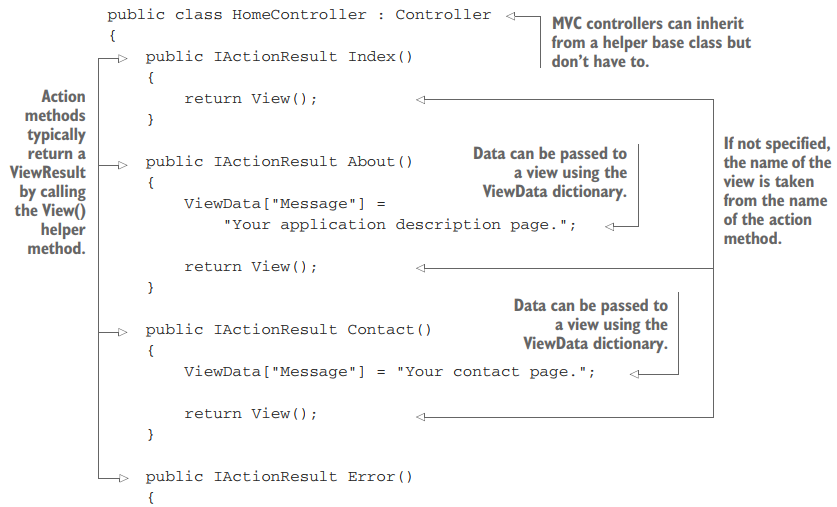 public class HomeController : Controller
{
MVC controllers can inherit
from a helper base class but
don't have to.
public IActionResult Index()
{
return View();
}
Action
methods
typically
return a
ViewResult
by calling
the View()
helper
method.
public IActionResult About()
{
ViewData["Message"] =
"Your application description page.";
Data can be passed to
a view using the
ViewData dictionary.
If not specified,
the name of the
view is taken
from the name
of the action
method.
return View();
}
public IActionResult Contact()
{
Data can be passed to
a view using the
ViewData dictionary.
ViewData["Message"] = "Your contact page.";
return View();
}
public IActionResult Error()
{